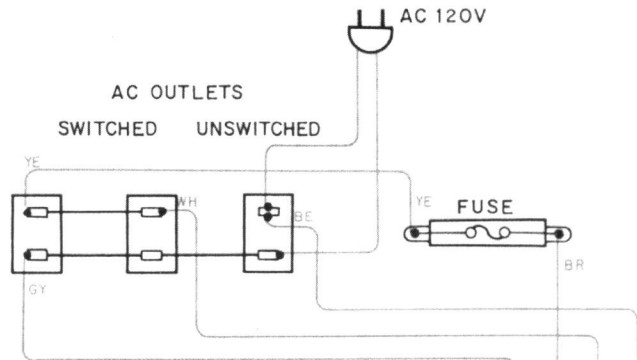 AC 120V
AC OUTLETS
SWITCHED UNSWITCHED
YE
WH
BE
YE
FUSE
BR
GY